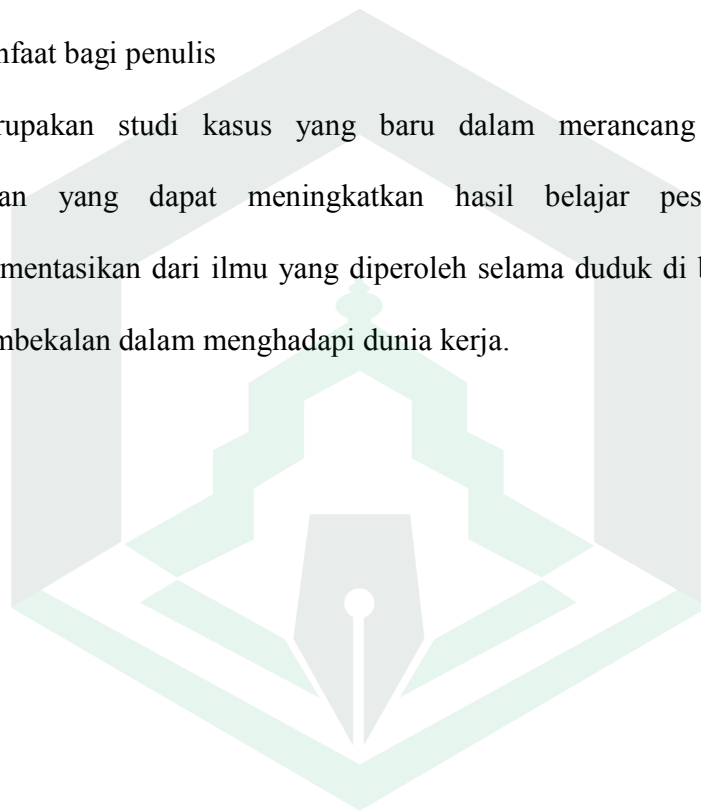 nfaat bagi penulis
rupakan studi kasus yang baru dalam merancang
an yang dapat meningkatkan hasil belajar pes
mentasikan dari ilmu yang diperoleh selama duduk di b
mbekalan dalam menghadapi dunia kerja.